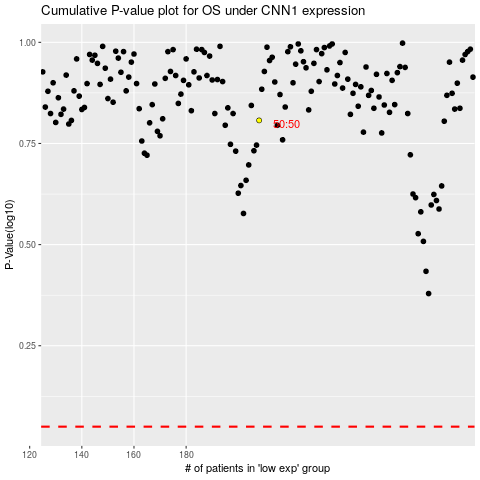 Cumulative P-value plot for OS under CNN1 expression
P-Value(log10)
1.00
0.75
0.50
0.25
50:50
120 140 160 180
# of patients in 'low exp' group